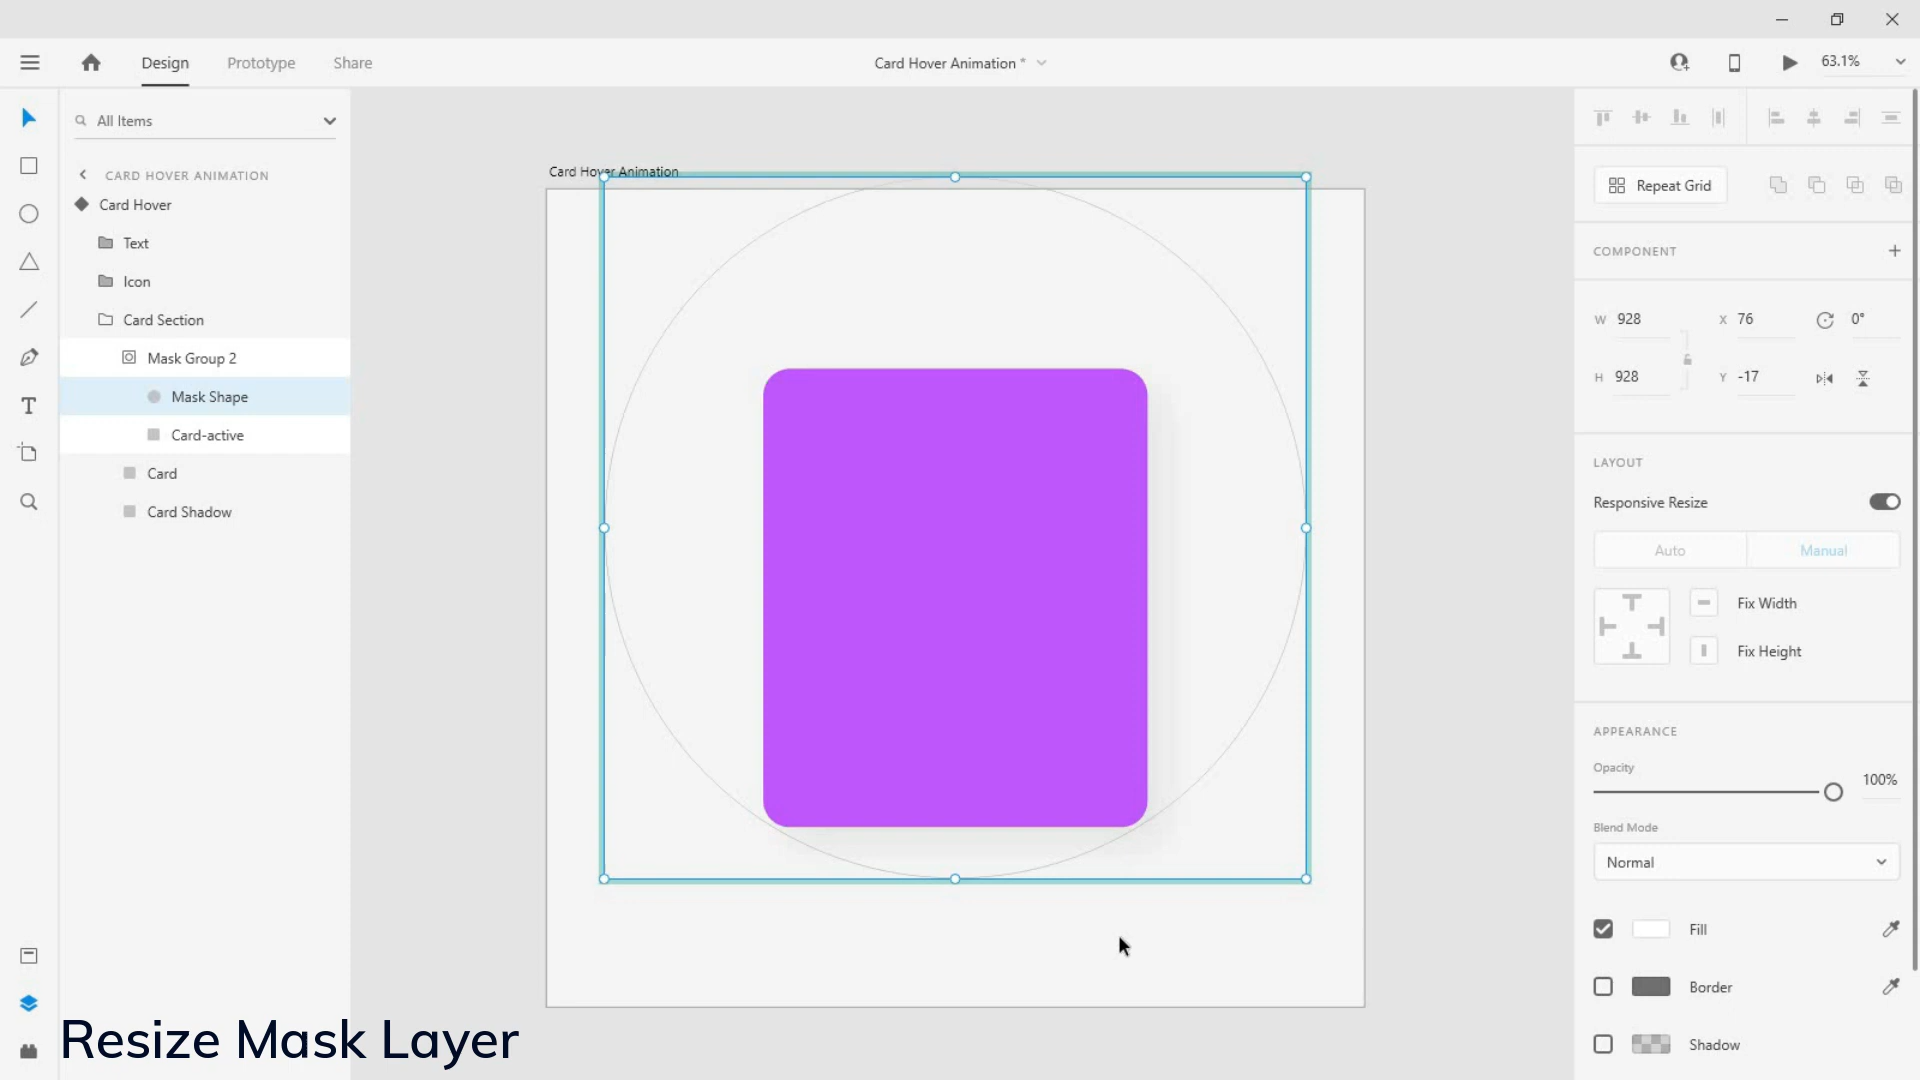 Design
Prototype
Share
Card Hover Animation *
63.1%
All Items
CARD HOVER ANIMATION
Card Hover
Text
Icon
Card Section
Mask Group 2
Mask Shape
Card-active
Card
Card Shadow
Card Hover Animation
Repeat Grid
COMPONENT
W 928
X 76
0°
H 928
Y -17
LAYOUT
Responsive Resize
Auto
Manual
Fix Width
Fix Height
APPEARANCE
Opacity
100%
Blend Mode
Normal
Fill
Border
Shadow
Resize Mask Layer